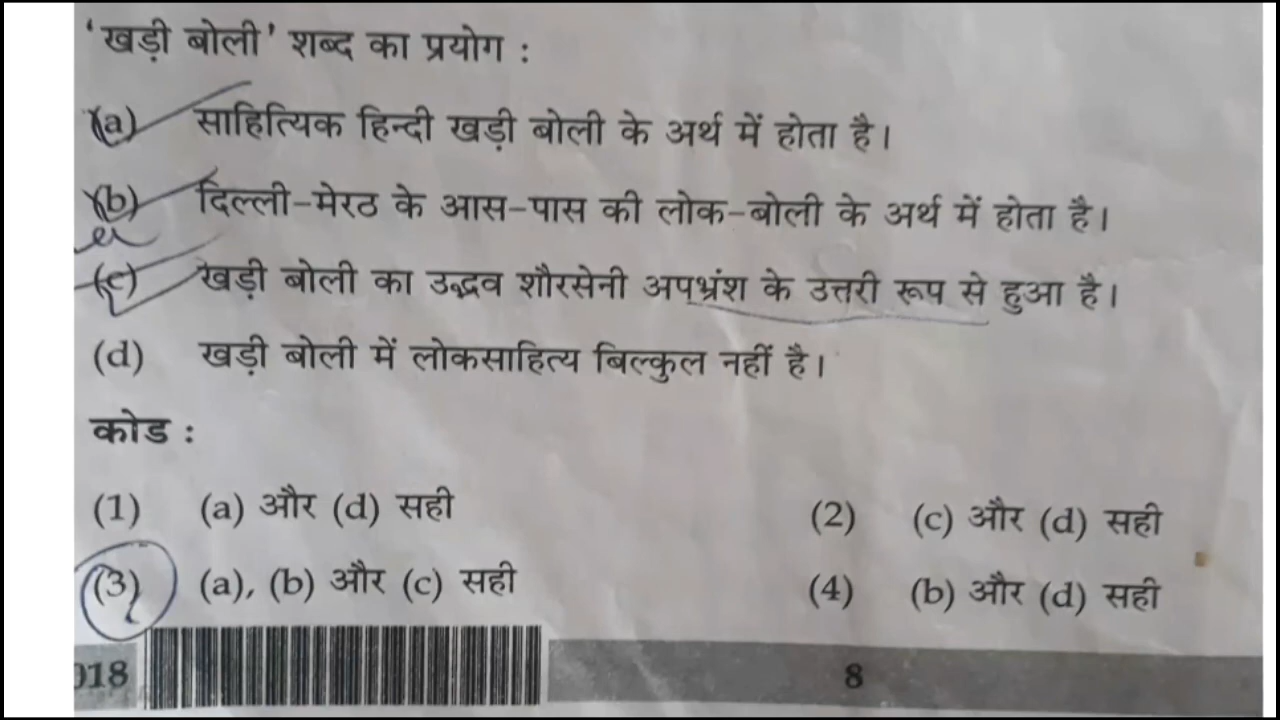 'खड़ी बोली' शब्द का प्रयोग :
(a) साहित्यिक हिन्दी खड़ी बोली के अर्थ में होता है।
(b) दिल्ली-मेरठ के आस-पास की लोक-बोली के अर्थ में होता है।
(c) खड़ी बोली का उद्भव शौरसेनी अपभ्रंश के उत्तरी रूप से हुआ है।
(d) खड़ी बोली में लोकसाहित्य बिल्कुल नहीं है।
कोड :
(1) (a) और (d) सही (2) (c) और (d) सही
(3) (a), (b) और (c) सही (4) (b) और (d) सही
018 8